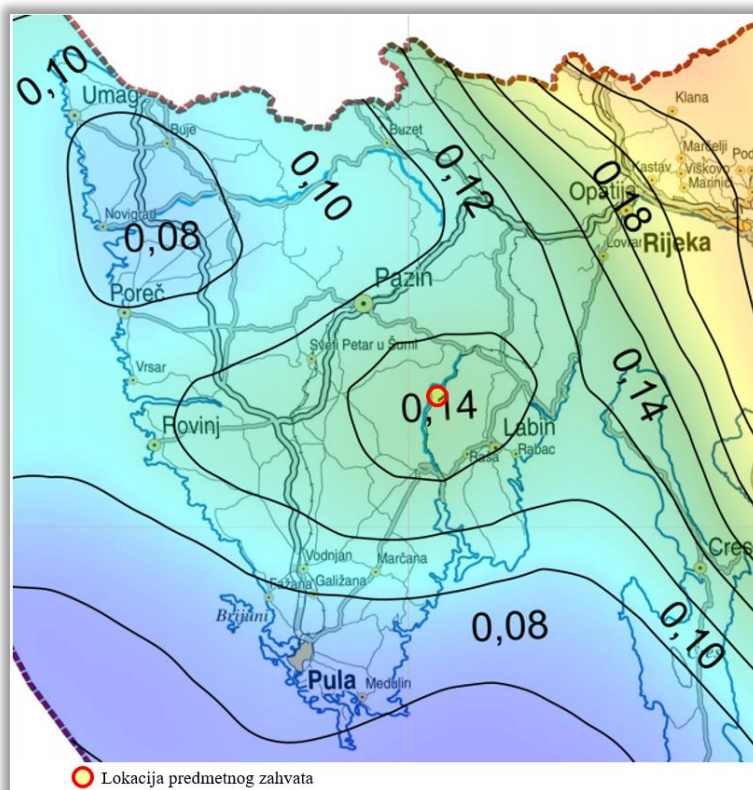 0,10
Umag
Buje
Buzet
0,10
0,12
Klana
Marčelji
Viškovo
Kastav
Marinić
Opatija
0,18
Novigrad
0,08
Lovran
Rijeka
Poreč
Pazin
Vrsar
Sveti Petar u Šumi
0,14
0,14
Rovinj
Labin
Raša
Rabac
Vodnjan
Marčana
Fažana
Galižana
Cres
Brijuni
0,08
0,10
Pula
Medulin
Lokacija predmetnog zahvata